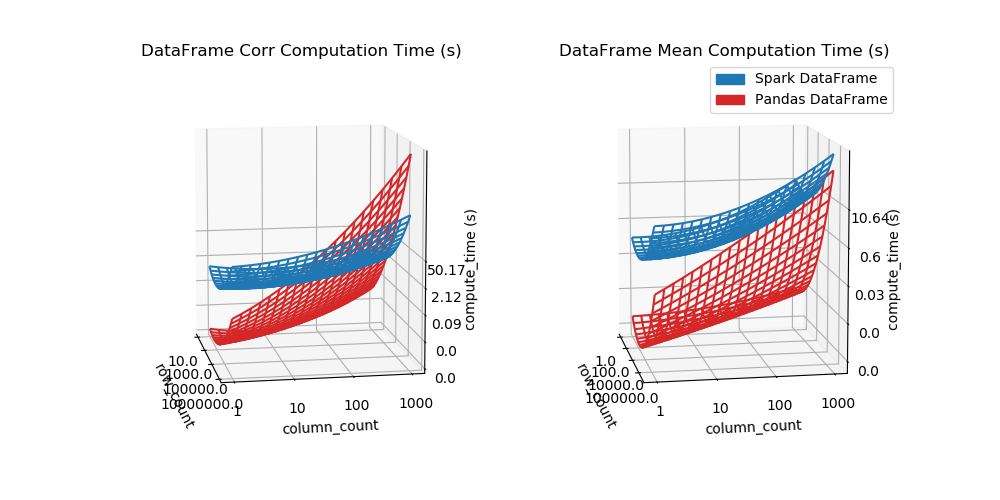 DataFrame Corr Computation Time (s)
50.17
2.12
0.09
0.0
0.0
compute_time (s)
10.0
1000.0
100000.0
10000000.0
row_count
1
10
100
1000
column_count
DataFrame Mean Computation Time (s)
Spark DataFrame
Pandas DataFrame
10.64
0.6
0.03
0.0
0.0
compute_time (s)
1.0
100.0
10000.0
1000000.0
row_count
1
10
100
1000
column_count